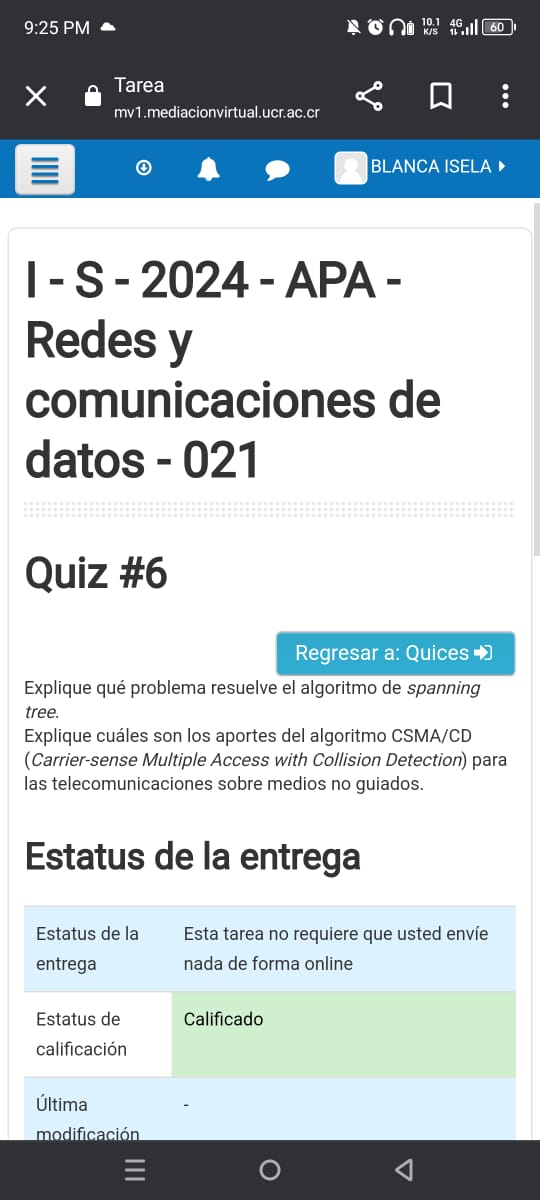 9:25 PM
10.1 K/S 4G 60
Tarea
mv1.mediacionvirtual.ucr.ac.cr
BLANCA ISELA
I - S - 2024 - APA -
Redes y
comunicaciones de
datos - 021
Quiz #6
Regresar a: Quices
Explique qué problema resuelve el algoritmo de spanning
tree.
Explique cuáles son los aportes del algoritmo CSMA/CD
(Carrier-sense Multiple Access with Collision Detection) para
las telecomunicaciones sobre medios no guiados.
Estatus de la entrega
Estatus de la
entrega
Esta tarea no requiere que usted envíe
nada de forma online
Estatus de
calificación
Calificado
Última
modificación
-